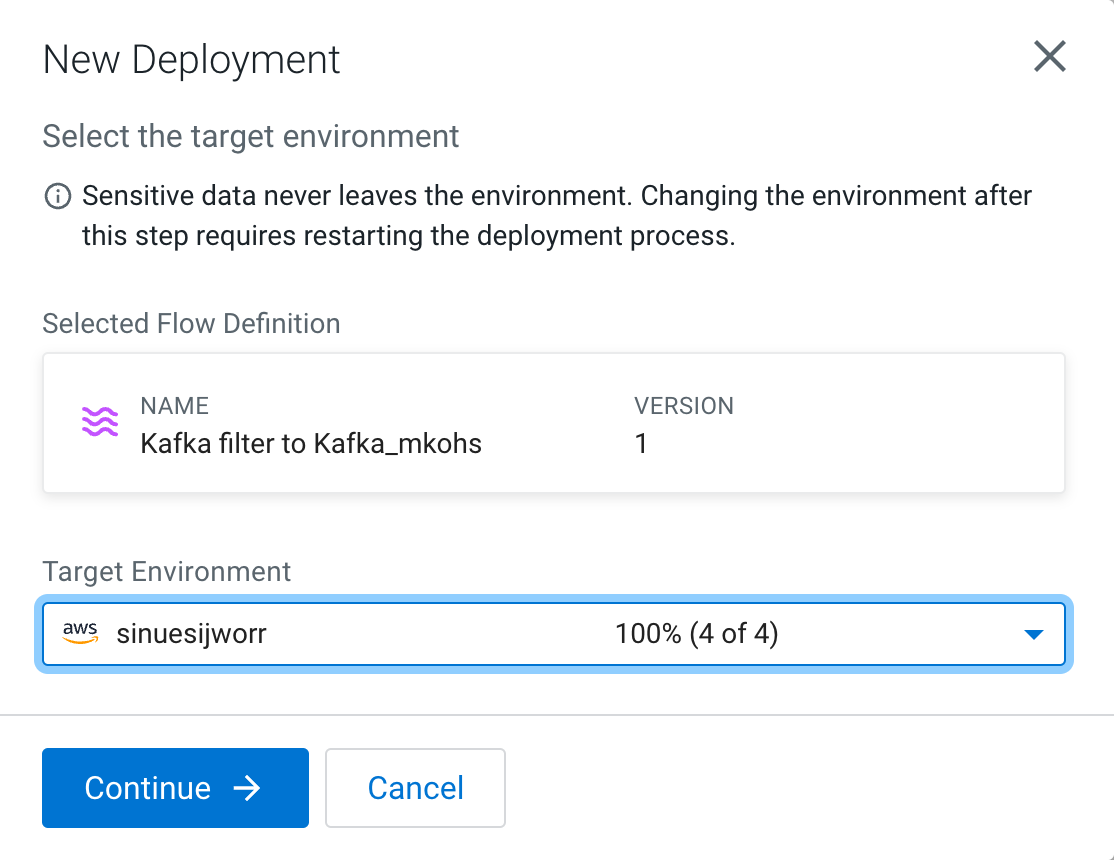 New Deployment
Select the target environment
Sensitive data never leaves the environment. Changing the environment after
this step requires restarting the deployment process.
Selected Flow Definition
NAME
Kafka filter to Kafka_mkohs
VERSION
1
Target Environment
aws sinuesijworr 100% (4 of 4)
Continue
Cancel